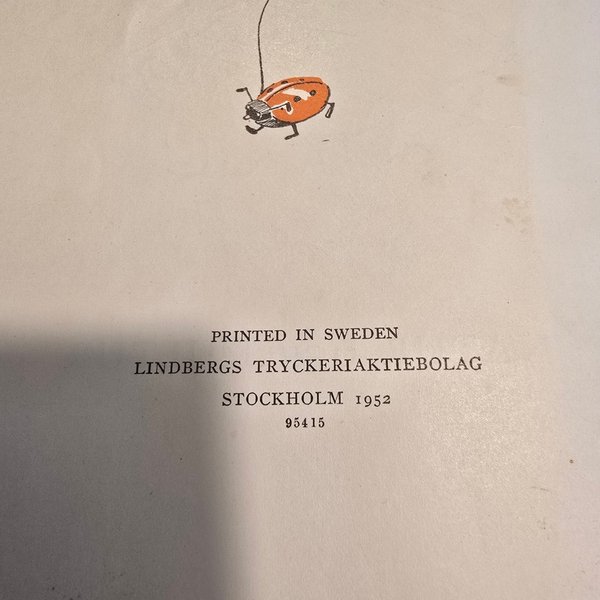 PRINTED IN SWEDEN
LINDBERGS TRYCKERIAKTIEBOLAG
STOCKHOLM 1952
95415